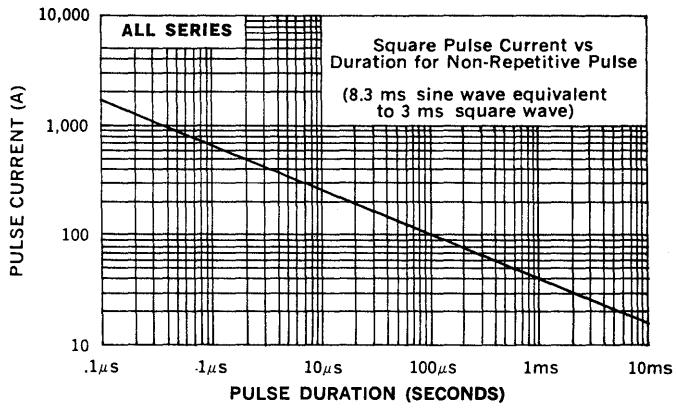 10,000
ALL SERIES
Square Pulse Current vs
Duration for Non-Repetitive Pulse
(8.3 ms sine wave equivalent
to 3 ms square wave)
1,000
100
10
PULSE CURRENT (A)
.1μs 1μs 10μs 100μs 1ms 10ms
PULSE DURATION (SECONDS)